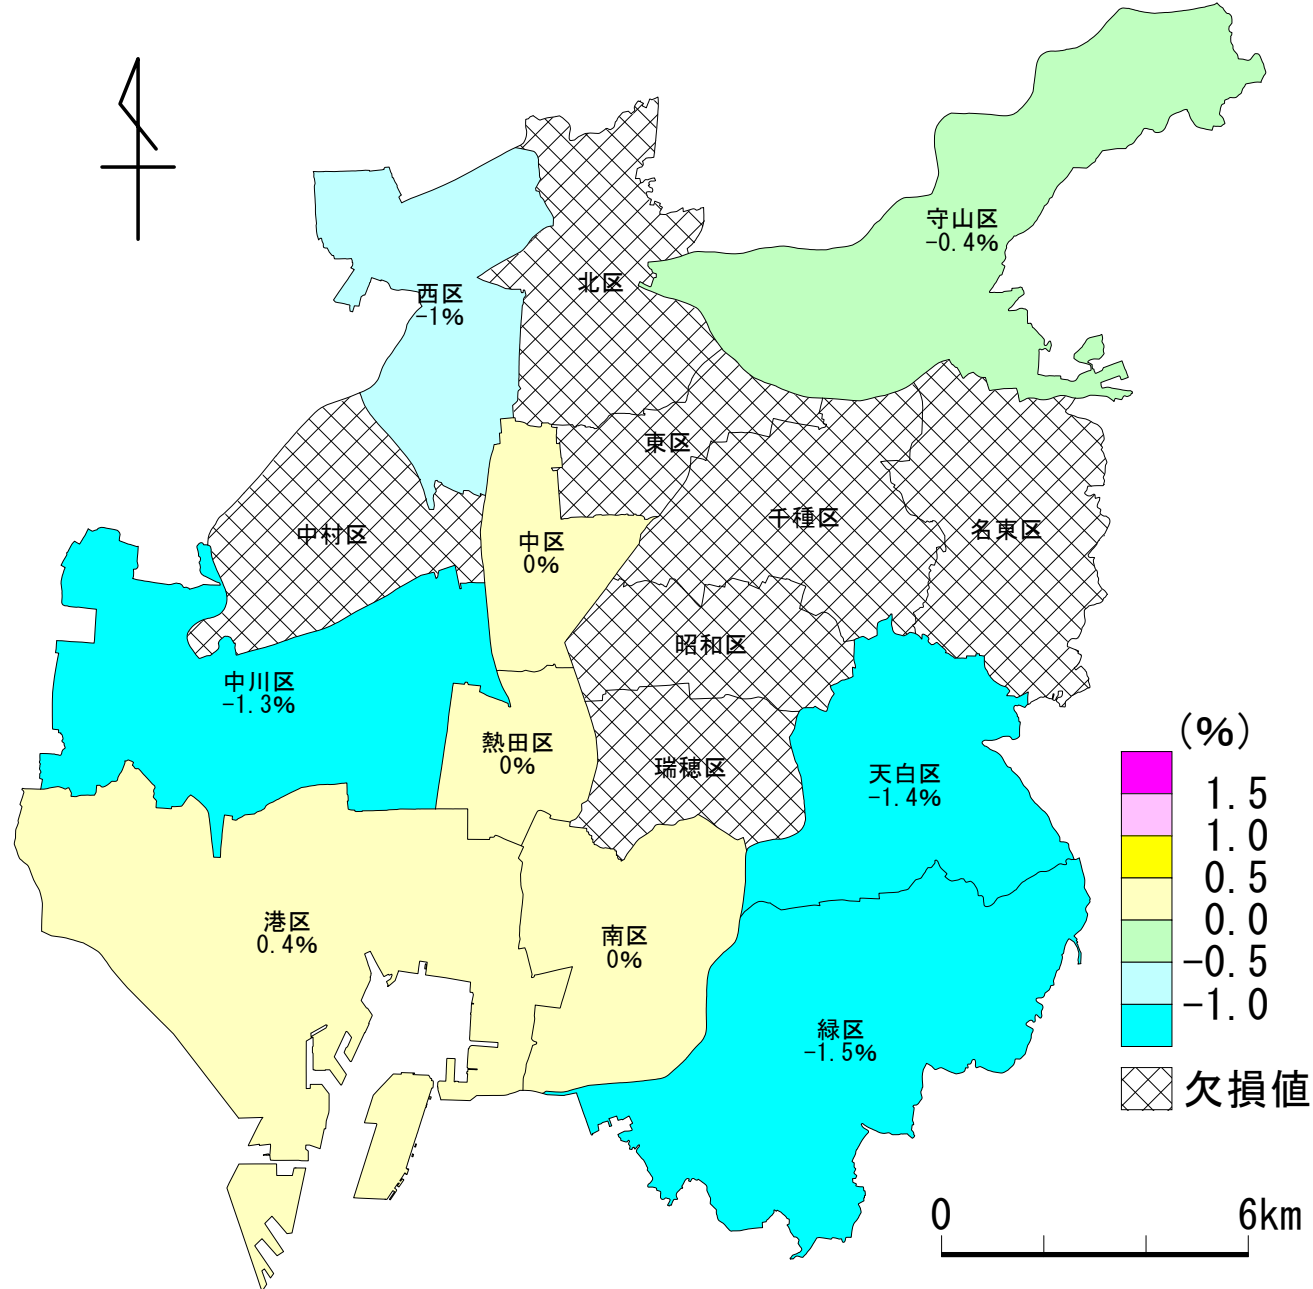 守山区
-0.4%
北区
西区
-1%
東区
千種区
名東区
中村区
中区
0%
昭和区
中川区
-1.3%
熱田区
0%
瑞穂区
天白区
-1.4%
港区
0.4%
南区
0%
緑区
-1.5%
(%)
1.5
1.0
0.5
0.0
-0.5
-1.0
欠損値
0 6km